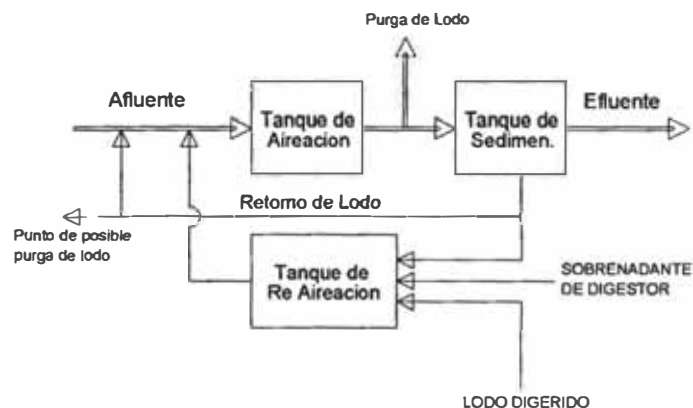 Purga de Lodo
Afluente
Tanque de
Aireacion
Tanque de
Sedimen.
Efluente
Retorno de Lodo
Punto de posible
purga de lodo
Tanque de
Re Aireacion
SOBRENADANTE
DE DIGESTOR
LODO DIGERIDO